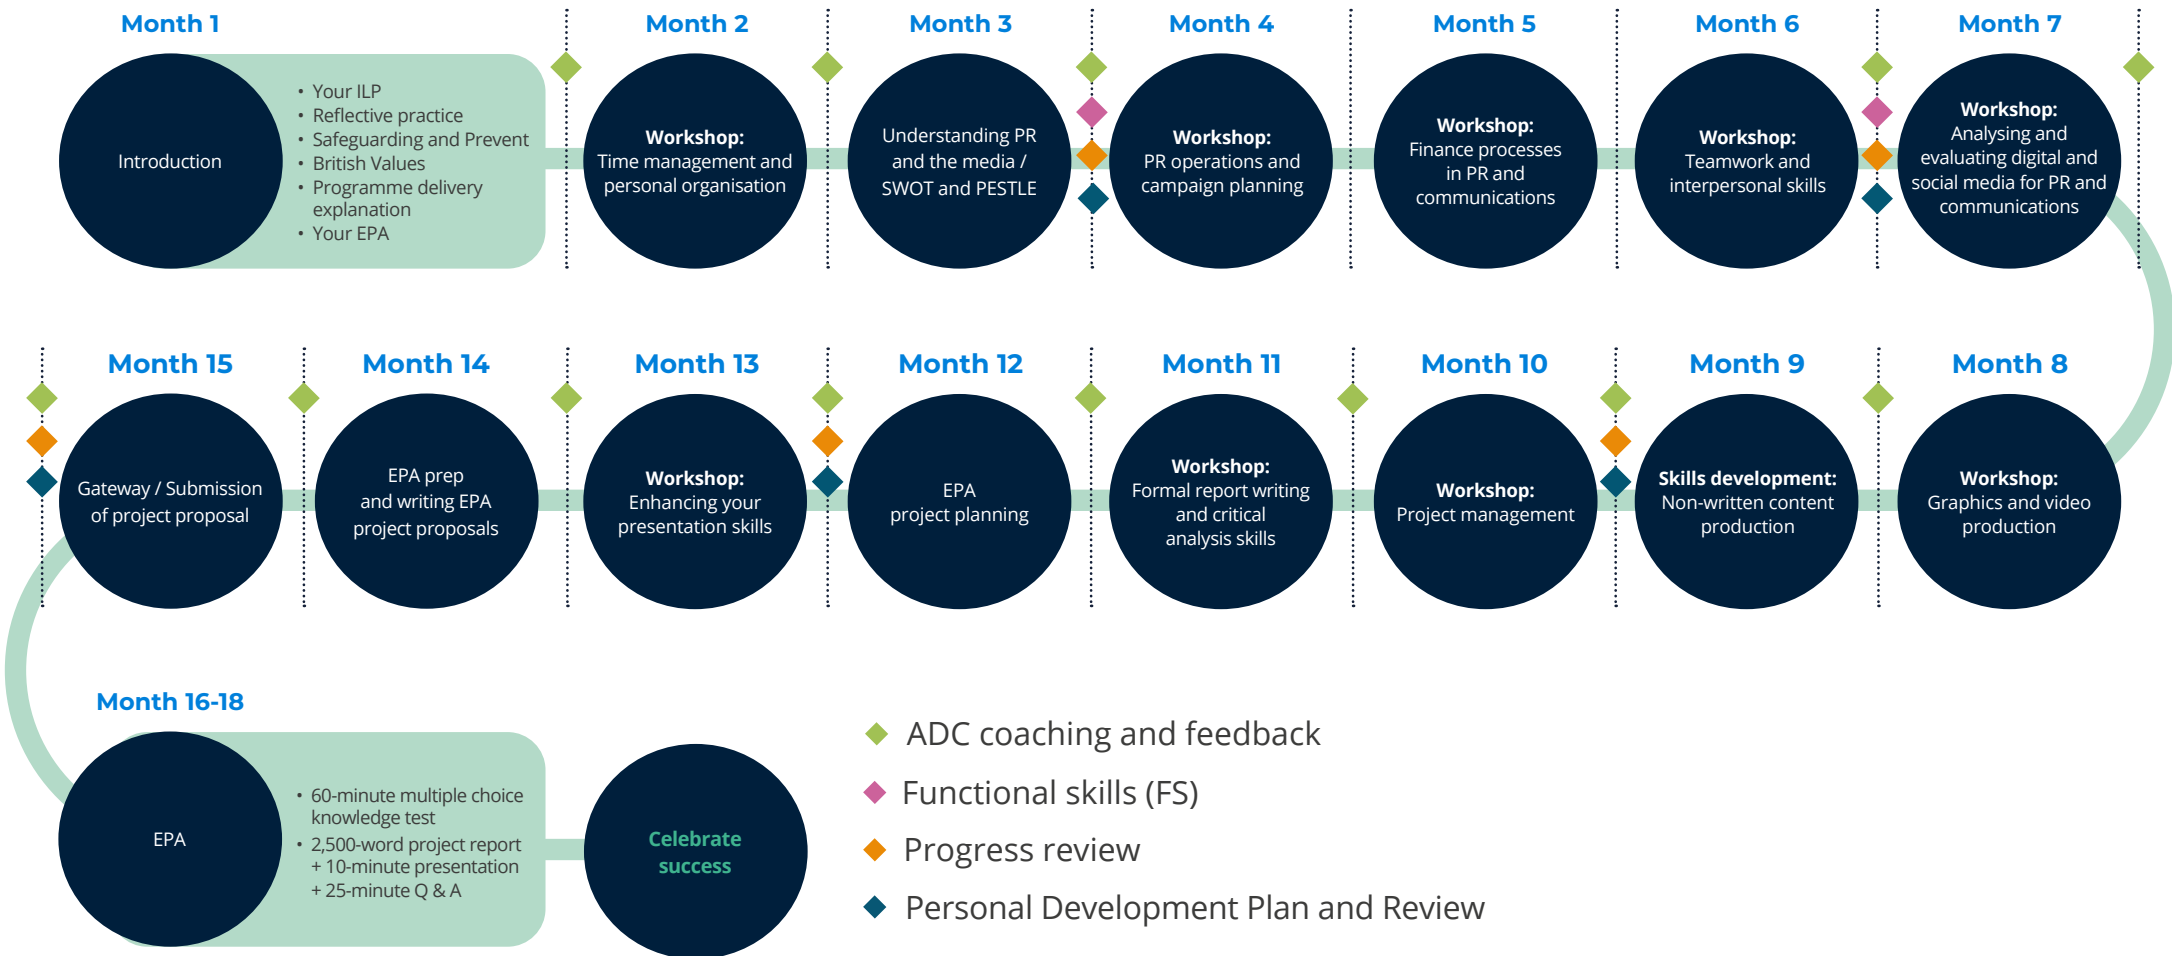 Month 1
Introduction
• Your ILP
• Reflective practice
• Safeguarding and Prevent
• British Values
• Programme delivery
explanation
• Your EPA
Month 2
Workshop:
Time management and
personal organisation
Month 3
Understanding PR
and the media /
SWOT and PESTLE
Month 4
Workshop:
PR operations and
campaign planning
Month 5
Workshop:
Finance processes
in PR and
communications
Month 6
Workshop:
Teamwork and
interpersonal skills
Month 7
Workshop:
Analysing and
evaluating digital and
social media for PR and
communications
Month 15
Gateway / Submission
of project proposal
Month 14
EPA prep
and writing EPA
project proposals
Month 13
Workshop:
Enhancing your
presentation skills
Month 12
EPA
project planning
Month 11
Workshop:
Formal report writing
and critical
analysis skills
Month 10
Workshop:
Project management
Month 9
Skills development:
Non-written content
production
Month 8
Workshop:
Graphics and video
production
Month 16-18
EPA
• 60-minute multiple choice
knowledge test
• 2,500-word project report
+ 10-minute presentation
+ 25-minute Q & A
Celebrate
success
ADC coaching and feedback
Functional skills (FS)
Progress review
Personal Development Plan and Review